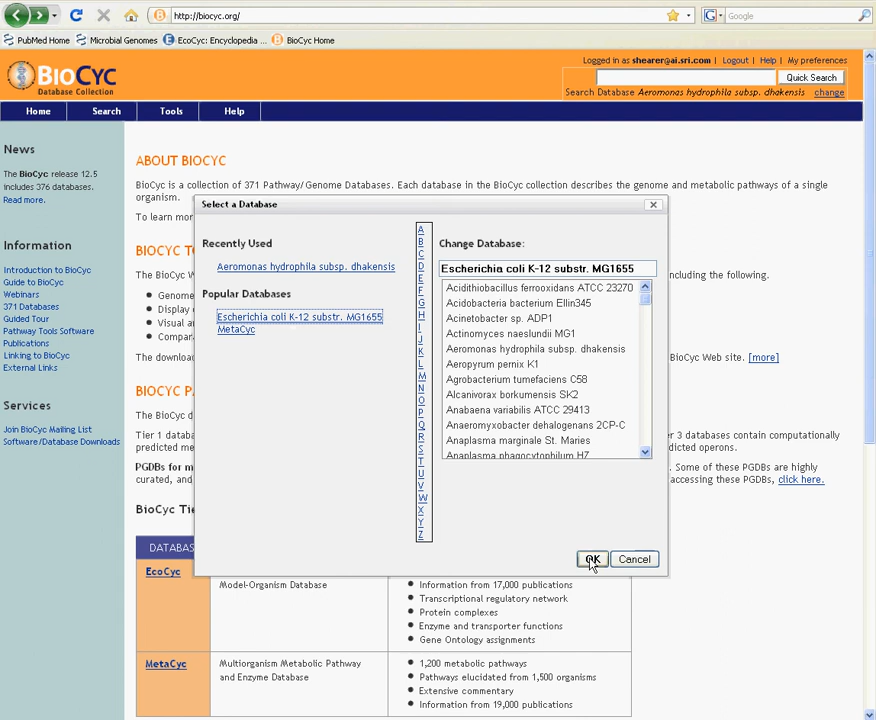 http://biocyc.org/
Google
PubMed Home
Microbial Genomes
EcoCyc: Encyclopedia ...
BioCyc Home
Logged in as shearer@ai.sri.com | Logout | Help | My preferences
BIOCYC
Database Collection
Quick Search
Search Database Aeromonas hydrophila subsp. dhakensis change
Home
Search
Tools
Help
News
The BioCyc release 12.5
includes 376 databases.
Read more.
Information
Introduction to BioCyc
Guide to BioCyc
Webinars
371 Databases
Guided Tour
Pathway Tools Software
Publications
Linking to BioCyc
External Links
Services
Join BioCyc Mailing List
Software/Database Downloads
ABOUT BIOCYC
BioCyc is a collection of 371 Pathway/Genome Databases. Each database in the BioCyc collection describes the genome and metabolic pathways of a single
organism.
To learn mor
BIOCYC TO
The BioCyc W
including the following.
Genome
Display
Visual ar
Compar
The downloa
BioCyc Web site. [more]
BIOCYC PA
The BioCyc d
Tier 1 datab
r 3 databases contain computationally
predicted me
dicted operons.
PGDBs for m
. Some of these PGDBs are highly
curated, and
accessing these PGDBs, click here.
BioCyc Tie
DATABAS
EcoCyc
Model-Organism Database
Information from 17,000 publications
Transcriptional regulatory network
Protein complexes
Enzyme and transporter functions
Gene Ontology assignments
MetaCyc
Multiorganism Metabolic Pathway
and Enzyme Database
1,200 metabolic pathways
Pathways elucidated from 1,500 organisms
Extensive commentary
Information from 19,000 publications
Select a Database
Recently Used
Aeromonas hydrophila subsp. dhakensis
Popular Databases
Escherichia coli K-12 substr. MG1655
MetaCyc
A
B
C
D
E
F
G
H
I
J
K
L
M
N
O
P
Q
R
S
T
U
V
W
X
Y
Z
Change Database:
Escherichia coli K-12 substr. MG1655
Acidithiobacillus ferrooxidans ATCC 23270
Acidobacteria bacterium Ellin345
Acinetobacter sp. ADP1
Actinomyces naeslundii MG1
Aeromonas hydrophila subsp. dhakensis
Aeropyrum pernix K1
Agrobacterium tumefaciens C58
Alcanivorax borkumensis SK2
Anabaena variabilis ATCC 29413
Anaeromyxobacter dehalogenans 2CP-C
Anaplasma marginale St. Maries
Anaplasma phagocytophilum HZ
OK
Cancel